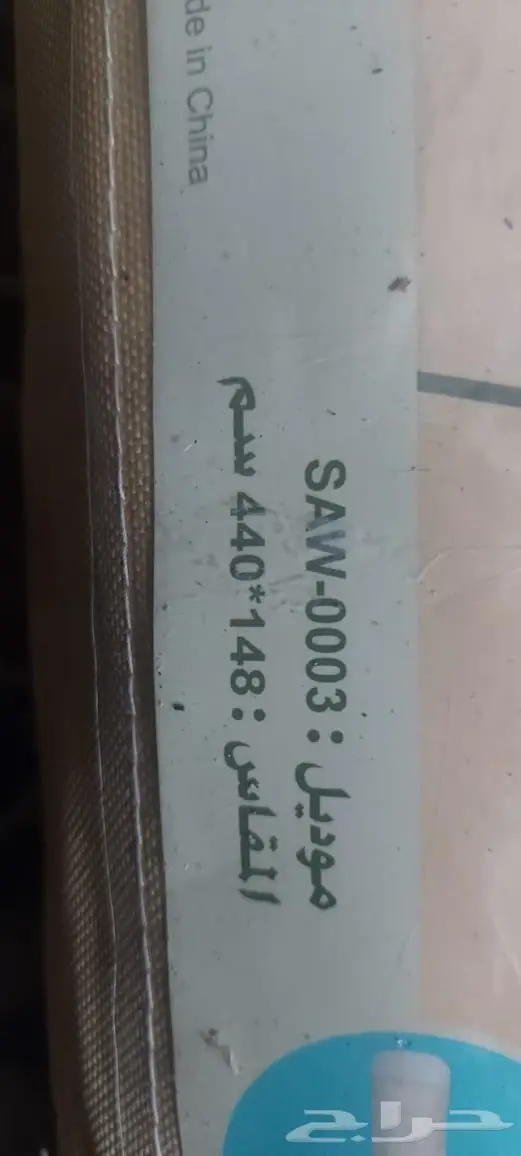 موديل : SAW-0003
المقاس : 148*440 سم
de in China
حراج